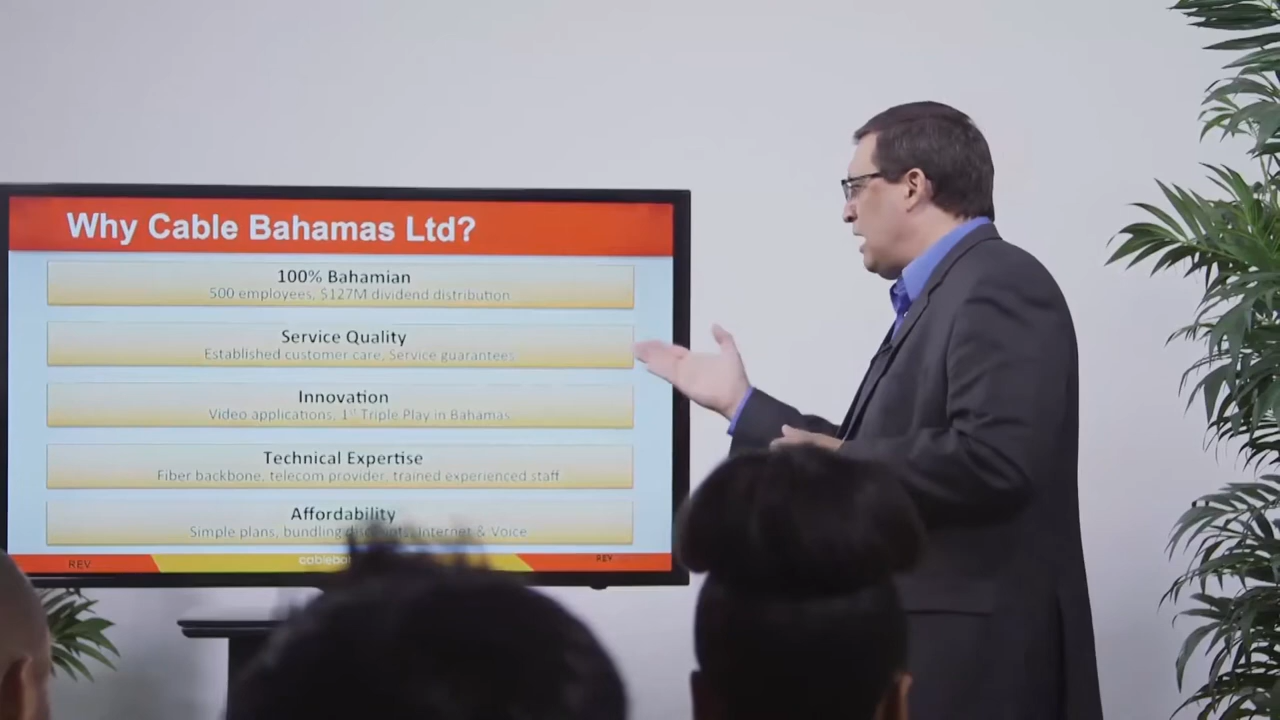 Why Cable Bahamas Ltd?
100% Bahamian
500 employees, $127M dividend distribution
Service Quality
Established customer care, Service guarantees
Innovation
Video applications, 1st Triple Play in Bahamas
Technical Expertise
Fiber backbone, telecom provider, trained experienced staff
Affordability
Simple plans, bundling discounts, Internet & Voice
REV
REV